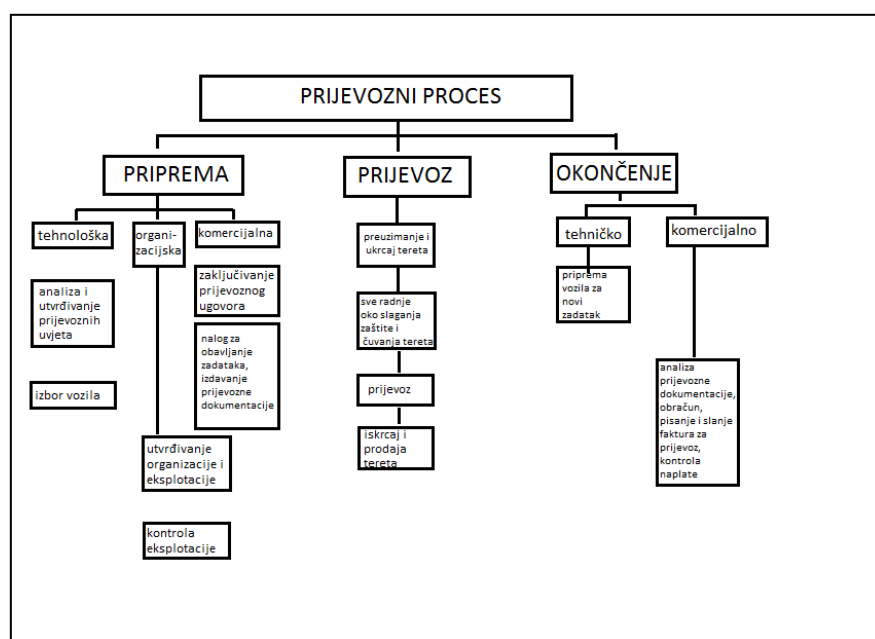 PRIJEVOZNI PROCES
PRIPREMA
PRIJEVOZ
OKONČENJE
tehnološka
organi-
zacijska
komercijalna
analiza i
utvrđivanje
prijevoznih
uvjeta
izbor vozila
zaključivanje
prijevoznog
ugovora
nalog za
obavljanje
zadataka,
izdavanje
prijevozne
dokumentacije
utvrđivanje
organizacije i
eksplotacije
kontrola
eksplotacije
preuzimanje i
ukrcaj tereta
sve radnje
oko slaganja
zaštite i
čuvanja tereta
prijevoz
iskrcaj i
prodaja
tereta
tehničko
komercijalno
priprema
vozila za
novi
zadatak
analiza
prijevozne
dokumentacije,
obračun,
pisanje i slanje
faktura za
prijevoz,
kontrola
naplate